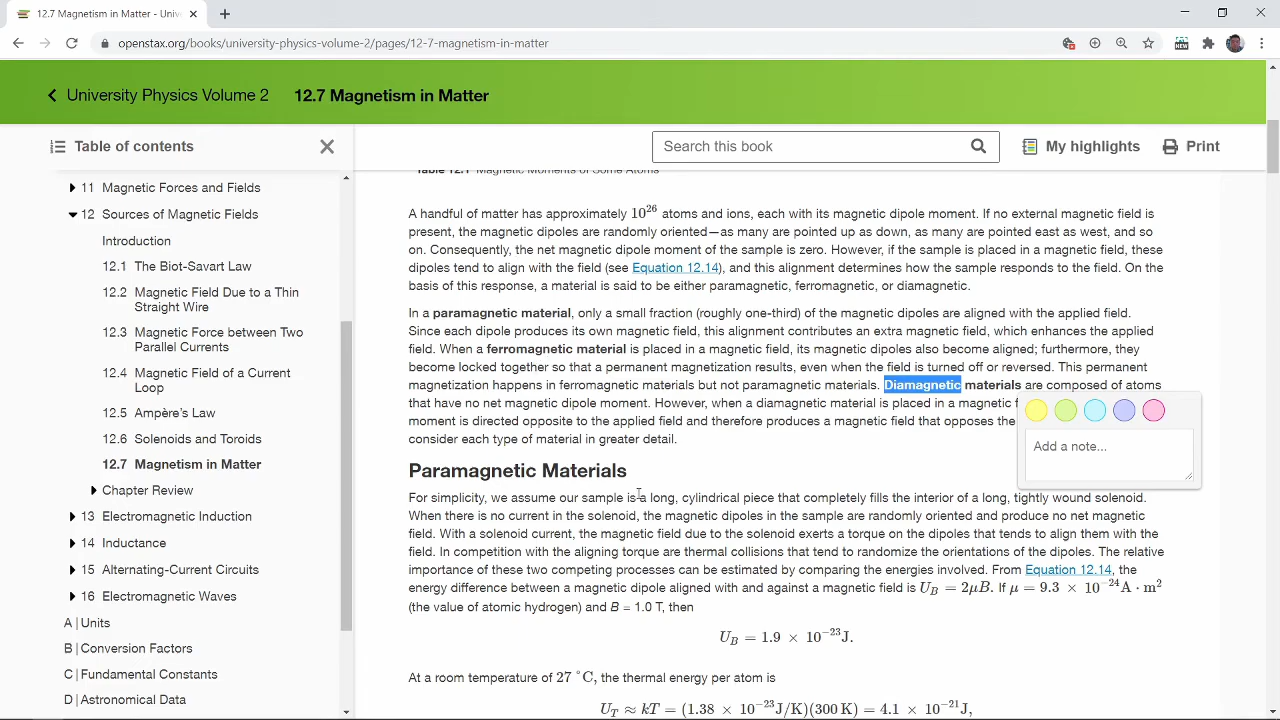 12.7 Magnetism in Matter - Unive
openstax.org/books/university-physics-volume-2/pages/12-7-magnetism-in-matter
NEW
University Physics Volume 2
12.7 Magnetism in Matter
Table of contents
Search this book
My highlights
Print
11 Magnetic Forces and Fields
12 Sources of Magnetic Fields
Introduction
12.1 The Biot-Savart Law
12.2 Magnetic Field Due to a Thin
Straight Wire
12.3 Magnetic Force between Two
Parallel Currents
12.4 Magnetic Field of a Current
Loop
12.5 Ampère's Law
12.6 Solenoids and Toroids
12.7 Magnetism in Matter
Chapter Review
13 Electromagnetic Induction
14 Inductance
15 Alternating-Current Circuits
16 Electromagnetic Waves
A | Units
B | Conversion Factors
C | Fundamental Constants
D | Astronomical Data
Table 12.1 Magnetic Moments of Some Atoms
A handful of matter has approximately 10²⁶ atoms and ions, each with its magnetic dipole moment. If no external magnetic field is
present, the magnetic dipoles are randomly oriented—as many are pointed up as down, as many are pointed east as west, and so
on. Consequently, the net magnetic dipole moment of the sample is zero. However, if the sample is placed in a magnetic field, these
dipoles tend to align with the field (see Equation 12.14), and this alignment determines how the sample responds to the field. On the
basis of this response, a material is said to be either paramagnetic, ferromagnetic, or diamagnetic.
In a paramagnetic material, only a small fraction (roughly one-third) of the magnetic dipoles are aligned with the applied field.
Since each dipole produces its own magnetic field, this alignment contributes an extra magnetic field, which enhances the applied
field. When a ferromagnetic material is placed in a magnetic field, its magnetic dipoles also become aligned; furthermore, they
become locked together so that a permanent magnetization results, even when the field is turned off or reversed. This permanent
magnetization happens in ferromagnetic materials but not paramagnetic materials. Diamagnetic materials are composed of atoms
that have no net magnetic dipole moment. However, when a diamagnetic material is placed in a magnetic f
moment is directed opposite to the applied field and therefore produces a magnetic field that opposes the
consider each type of material in greater detail.
Add a note...
Paramagnetic Materials
For simplicity, we assume our sample is a long, cylindrical piece that completely fills the interior of a long, tightly wound solenoid.
When there is no current in the solenoid, the magnetic dipoles in the sample are randomly oriented and produce no net magnetic
field. With a solenoid current, the magnetic field due to the solenoid exerts a torque on the dipoles that tends to align them with the
field. In competition with the aligning torque are thermal collisions that tend to randomize the orientations of the dipoles. The relative
importance of these two competing processes can be estimated by comparing the energies involved. From Equation 12.14, the
energy difference between a magnetic dipole aligned with and against a magnetic field is U_B = 2μB. If μ = 9.3 × 10⁻²⁴ A · m²
(the value of atomic hydrogen) and B = 1.0 T, then
U_B = 1.9 × 10⁻²³ J.
At a room temperature of 27 °C, the thermal energy per atom is
U_T ≈ kT = (1.38 × 10⁻²³ J/K)(300 K) = 4.1 × 10⁻²¹ J,